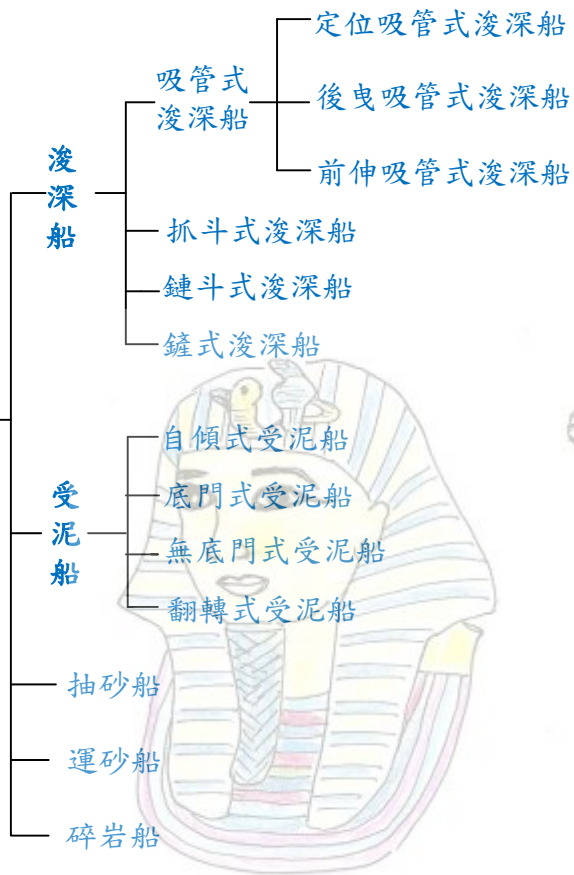 浚深船
吸管式
浚深船
定位吸管式浚深船
後曳吸管式浚深船
前伸吸管式浚深船
抓斗式浚深船
鏈斗式浚深船
鏟式浚深船
受泥船
自傾式受泥船
底門式受泥船
無底門式受泥船
翻轉式受泥船
抽砂船
運砂船
碎岩船